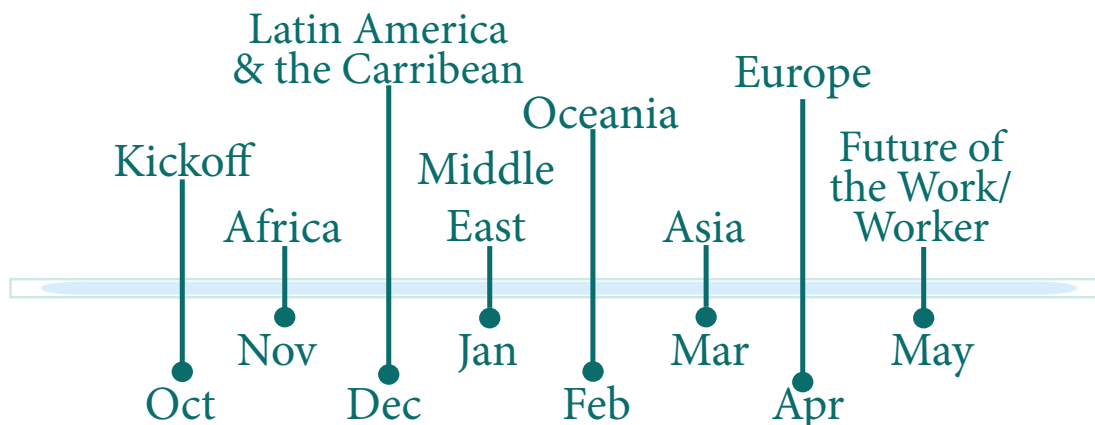 Latin America
& the Carribean
Europe
Oceania
Kickoff
Middle
East
Future of
the Work/
Worker
Africa
Asia
Nov
Jan
Mar
May
Oct
Dec
Feb
Apr